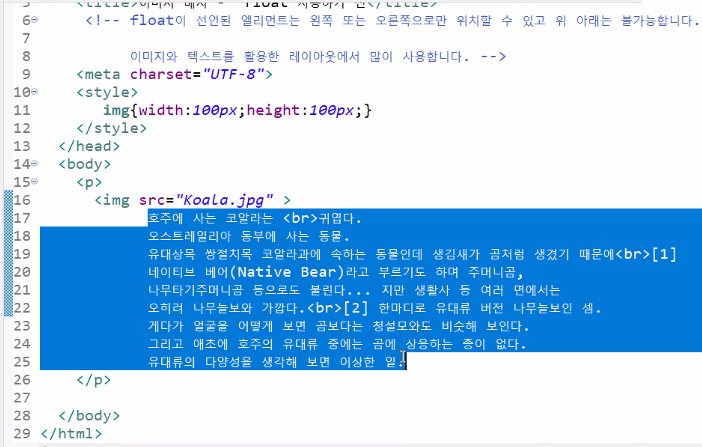 6 <!-- float이 선언된 엘리먼트는 왼쪽 또는 오른쪽으로만 위치할 수 있고 위 아래는 불가능합니다.
7
8 이미지와 텍스트를 활용한 레이아웃에서 많이 사용합니다. -->
9 <meta charset="UTF-8">
10 <style>
11 img{width:100px;height:100px;}
12 </style>
13 </head>
14 <body>
15 <p>
16 <img src="Koala.jpg" >
17 호주에 사는 코알라는 <br>귀엽다.
18 오스트레일리아 동부에 사는 동물.
19 유대상목 쌍절치목 코알라과에 속하는 동물인데 생김새가 곰처럼 생겼기 때문에<br>[1]
20 네이티브 베어(Native Bear)라고 부르기도 하며 주머니곰,
21 나무타기주머니곰 등으로도 불린다... 지만 생활사 등 여러 면에서는
22 오히려 나무늘보와 가깝다.<br>[2] 한마디로 유대류 버전 나무늘보인 셈.
23 게다가 얼굴을 어떻게 보면 곰보다는 청설모와도 비슷해 보인다.
24 그리고 애초에 호주의 유대류 중에는 곰에 상응하는 종이 없다.
25 유대류의 다양성을 생각해 보면 이상한 일.
26 </p>
27
28 </body>
29 </html>